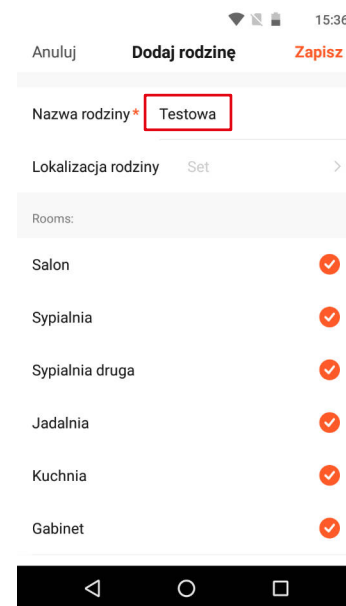 15:36
Anuluj Dodaj rodzinę Zapisz
Nazwa rodziny* Testowa
Lokalizacja rodziny Set
Rooms:
Salon
Sypialnia
Sypialnia druga
Jadalnia
Kuchnia
Gabinet